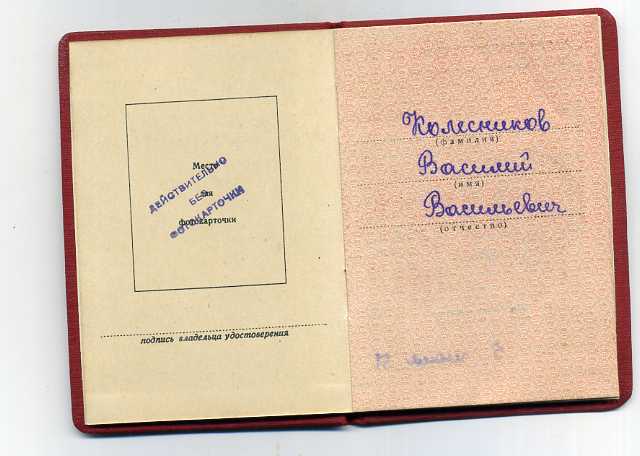 Место
для
фотокарточки
ДЕЙСТВИТЕЛЬНО
БЕЗ
ФОТОКАРТОЧКИ
подпись владельца удостоверения
Колесников
(фамилия)
Василий
(имя)
Васильевич
(отчество)